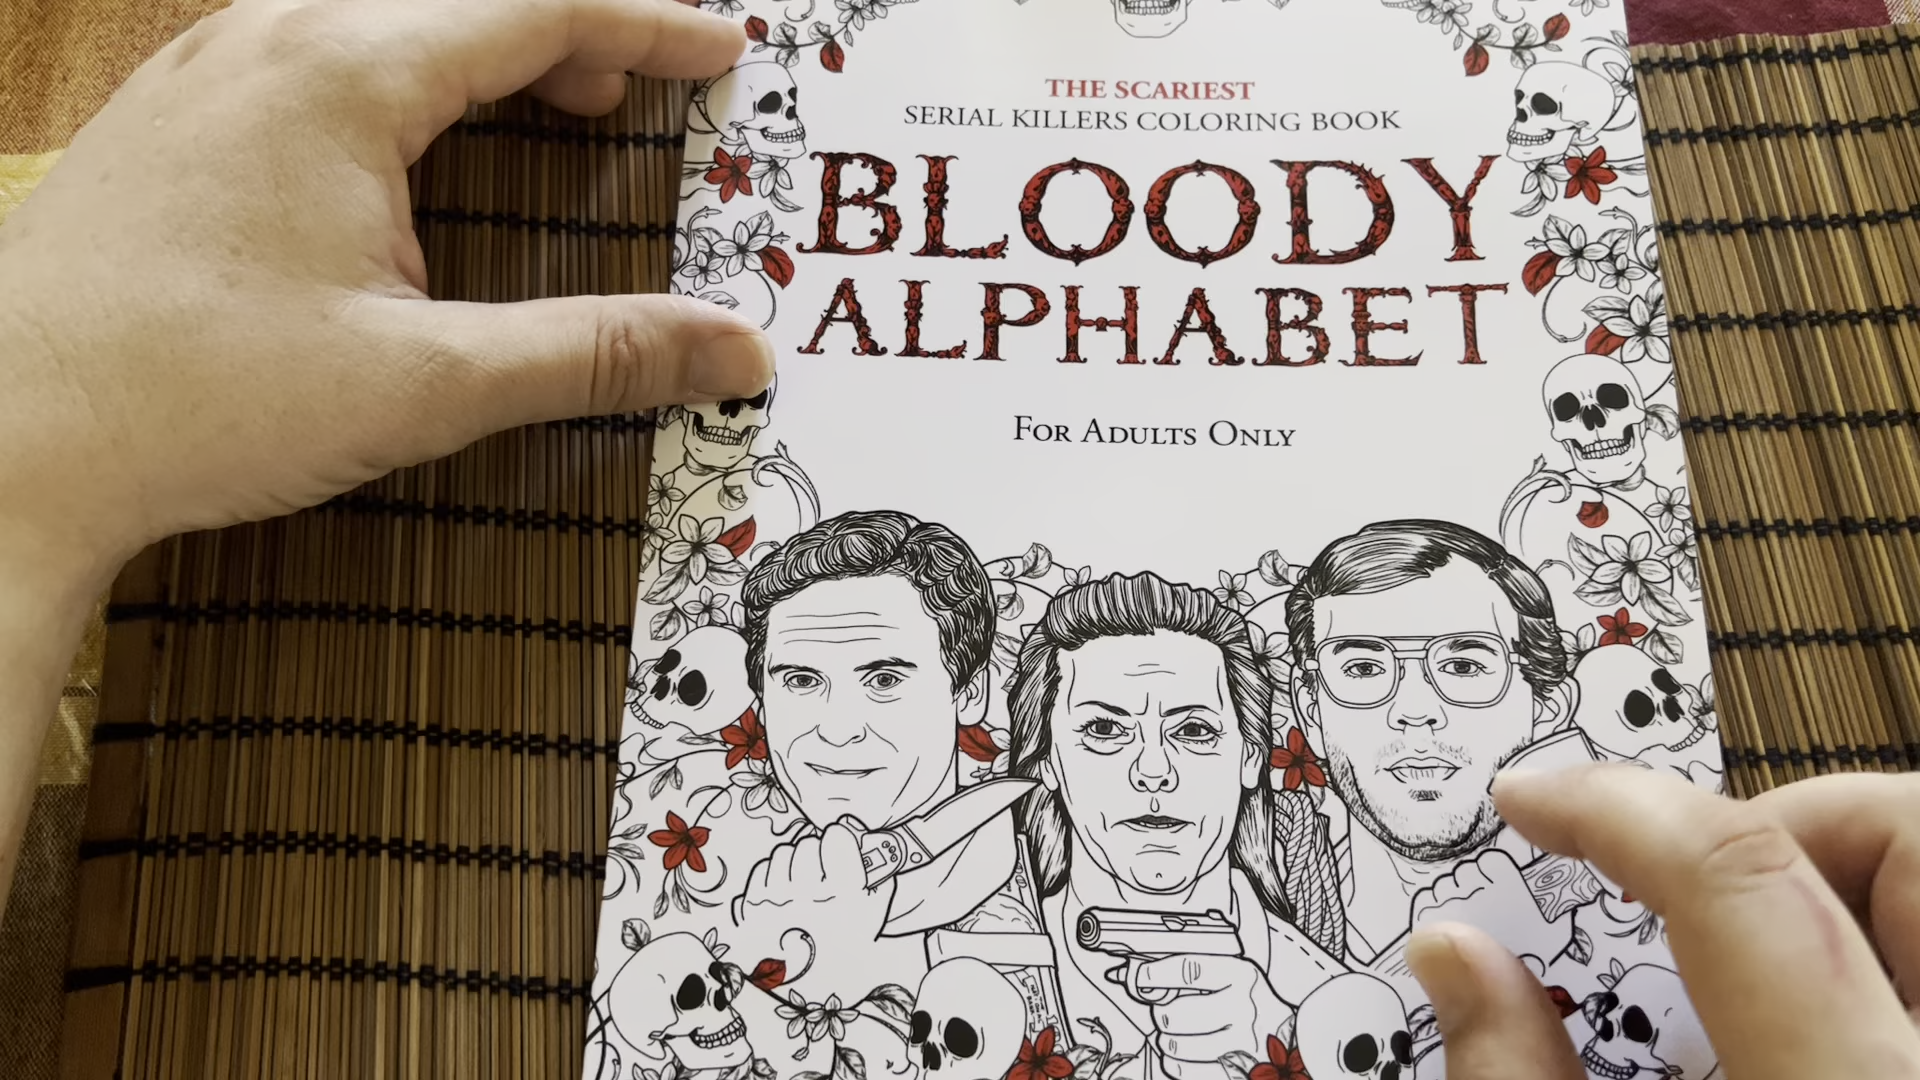 THE SCARIEST
SERIAL KILLERS COLORING BOOK
BLOODY
ALPHABET
FOR ADULTS ONLY